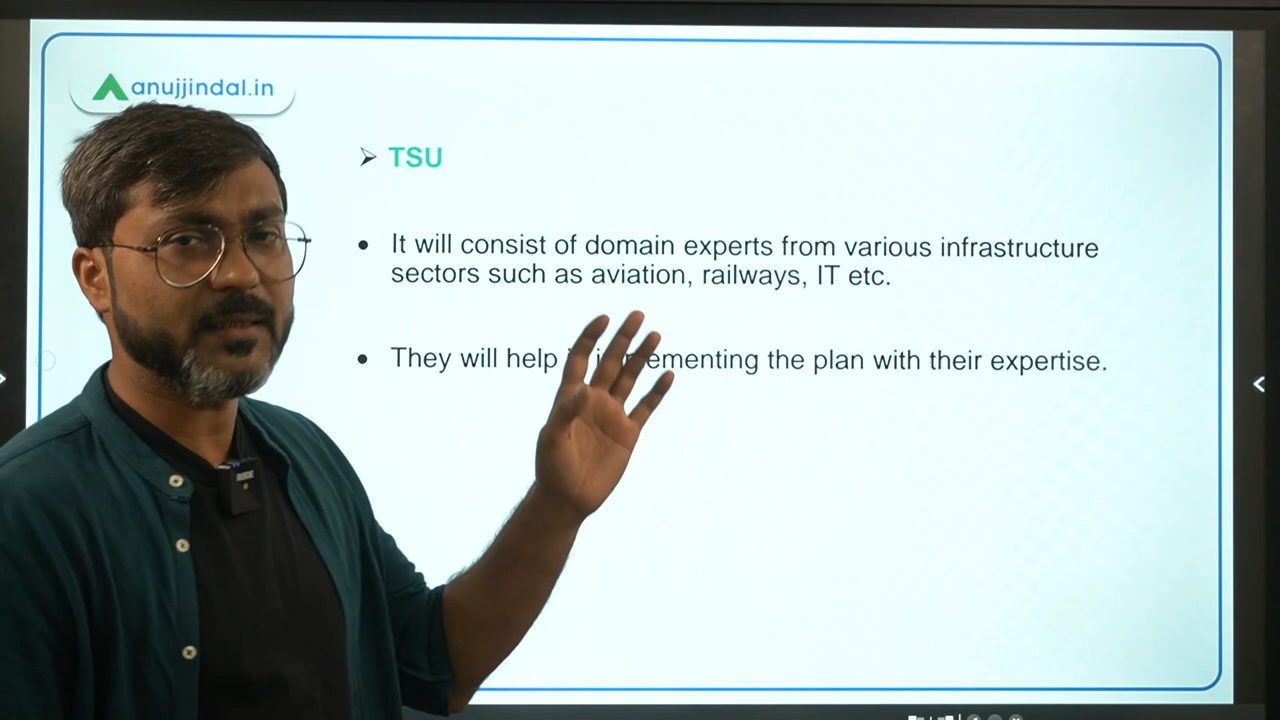 anujjindal.in
TSU
It will consist of domain experts from various infrastructure
sectors such as aviation, railways, IT etc.
They will help implementing the plan with their expertise.